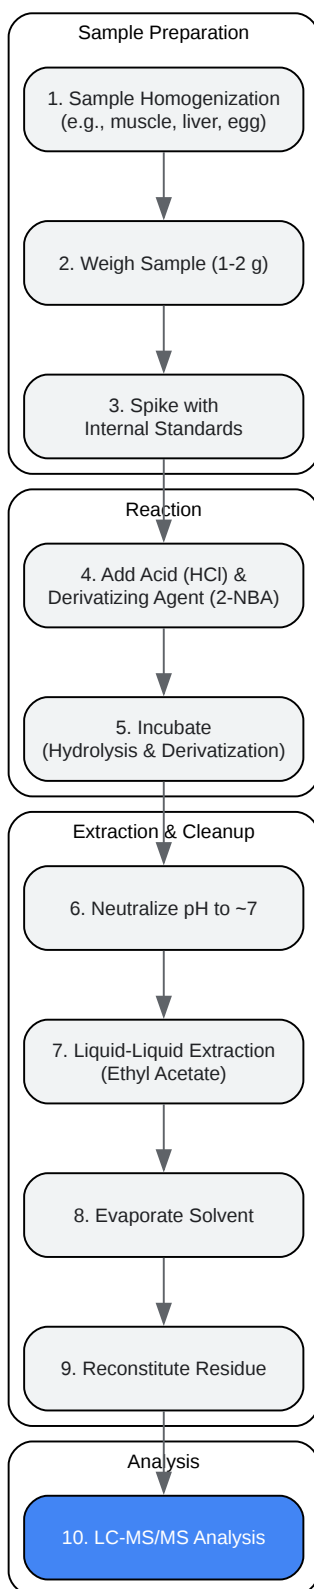 Sample Preparation
1. Sample Homogenization
(e.g., muscle, liver, egg)
2. Weigh Sample (1-2 g)
3. Spike with
Internal Standards
Reaction
4. Add Acid (HCl) &
Derivatizing Agent (2-NBA)
5. Incubate
(Hydrolysis & Derivatization)
Extraction & Cleanup
6. Neutralize pH to ~7
7. Liquid-Liquid Extraction
(Ethyl Acetate)
8. Evaporate Solvent
9. Reconstitute Residue
Analysis
10. LC-MS/MS Analysis